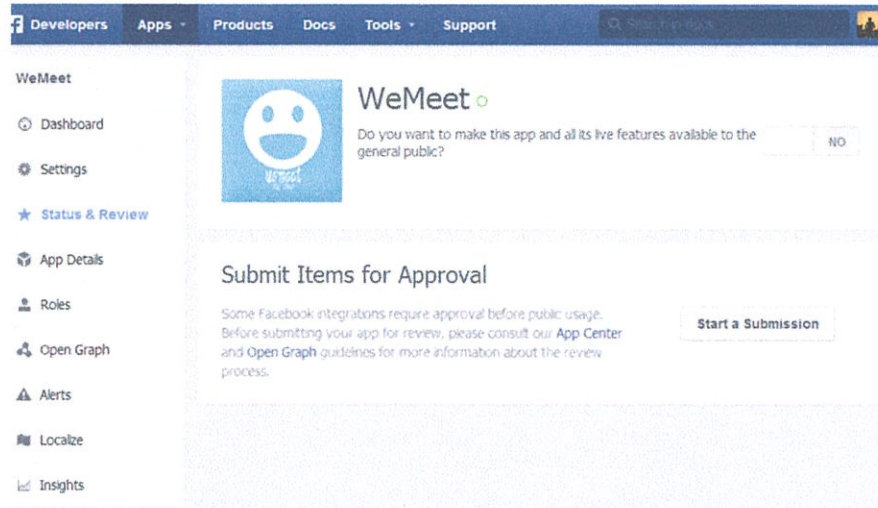 Developers Apps Products Docs Tools Support
WeMeet
Dashboard
Settings
Status & Review
App Details
Roles
Open Graph
Alerts
Localize
Insights
WeMeet
Do you want to make this app and all its live features available to the
general public?
NO
Submit Items for Approval
Some Facebook integrations require approval before public usage.
Before submitting your app for review, please consult our App Center
and Open Graph guidelines for more information about the review
process.
Start a Submission